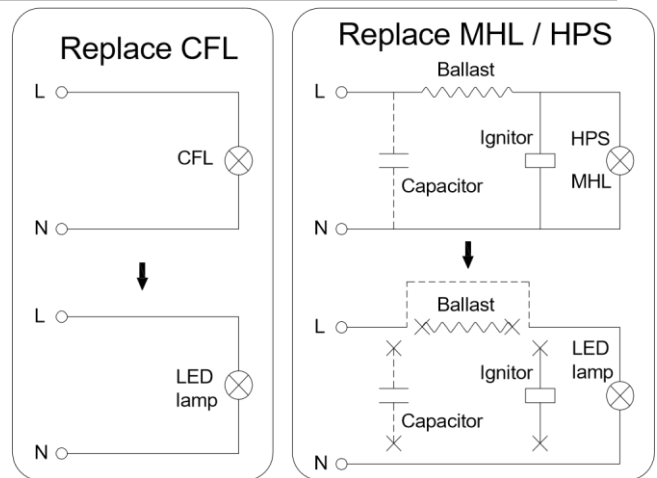 Replace CFL
L
CFL
N
L
LED
lamp
N
Replace MHL / HPS
Ballast
L
Ignitor
HPS
MHL
Capacitor
N
Ballast
L
LED
lamp
Ignitor
Capacitor
N